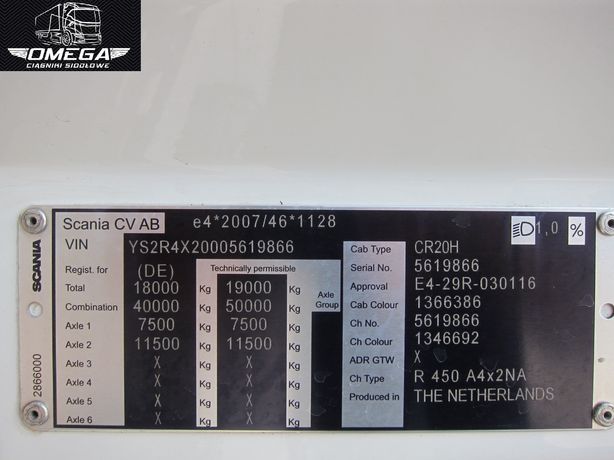 OMEGA
CIĄGNIKI SIODŁOWE
SCANIA
2866000
Scania CV AB e4*2007/46*1128
VIN YS2R4X20005619866
Regist. for (DE) Technically permissible
Total 18000 Kg 19000 Kg Axle Group
Combination 40000 Kg 50000 Kg
Axle 1 7500 Kg 7500 Kg
Axle 2 11500 Kg 11500 Kg
Axle 3 X Kg X Kg
Axle 4 X Kg X Kg
Axle 5 X Kg X Kg
Axle 6 X Kg X Kg
1,0 %
Cab Type CR20H
Serial No. 5619866
Approval E4-29R-030116
Cab Colour 1366386
Ch No. 5619866
Ch Colour 1346692
ADR GTW X
Ch Type R 450 A4x2NA
Produced in THE NETHERLANDS